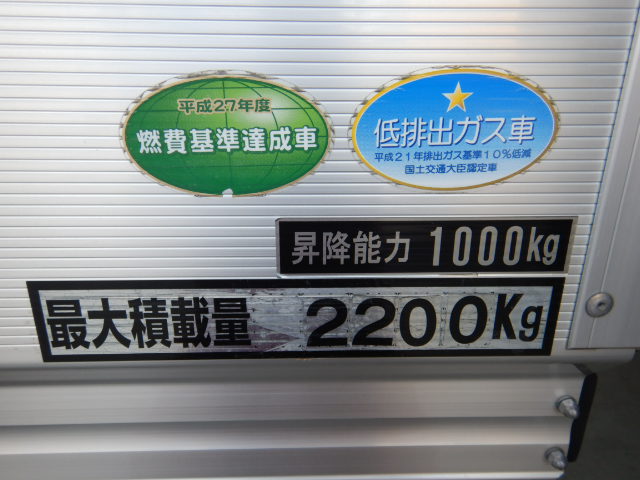 平成27年度
燃費基準達成車
低排出ガス車
平成21年排出ガス基準10%低減
国土交通大臣認定車
昇降能力 1000kg
最大積載量 2200Kg